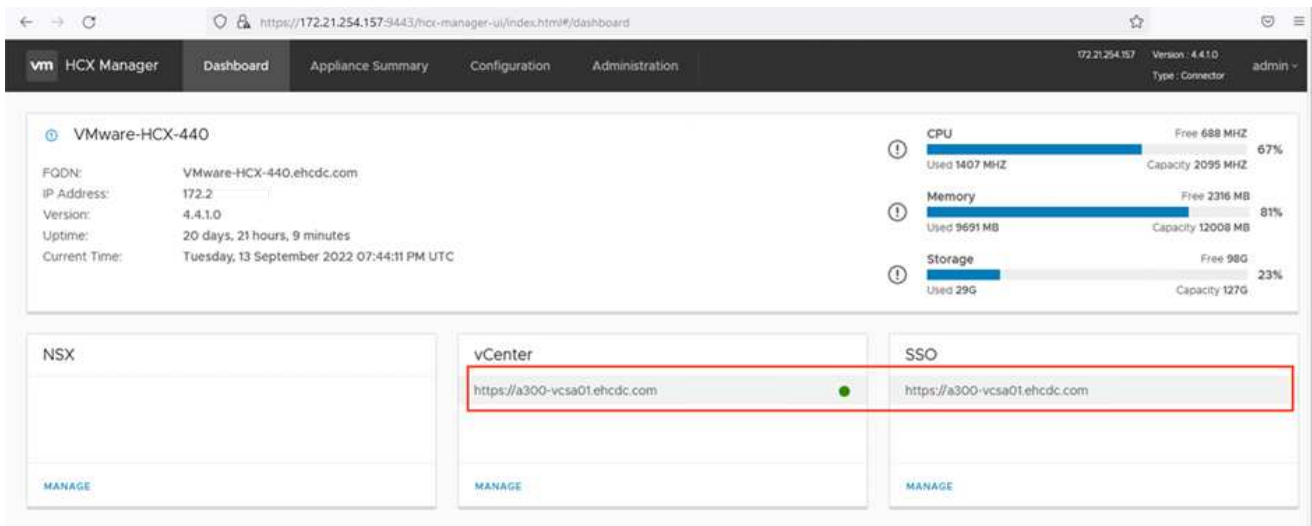 https://172.21.254.157:9443/hcx-manager-ui/index.html#/dashboard
vm HCX Manager Dashboard Appliance Summary Configuration Administration 172.21.254.157 Version : 4.4.1.0 admin
Type : Connector
VMware-HCX-440
FQDN: VMware-HCX-440.ehcdc.com
IP Address: 172.2
Version: 4.4.1.0
Uptime: 20 days, 21 hours, 9 minutes
Current Time: Tuesday, 13 September 2022 07:44:11 PM UTC
CPU Free 688 MHZ
67%
Used 1407 MHZ Capacity 2095 MHZ
Memory Free 2316 MB
81%
Used 9691 MB Capacity 12008 MB
Storage Free 98G
23%
Used 29G Capacity 127G
NSX
MANAGE
vCenter
https://a300-vcsa01.ehcdc.com
MANAGE
SSO
https://a300-vcsa01.ehcdc.com
MANAGE